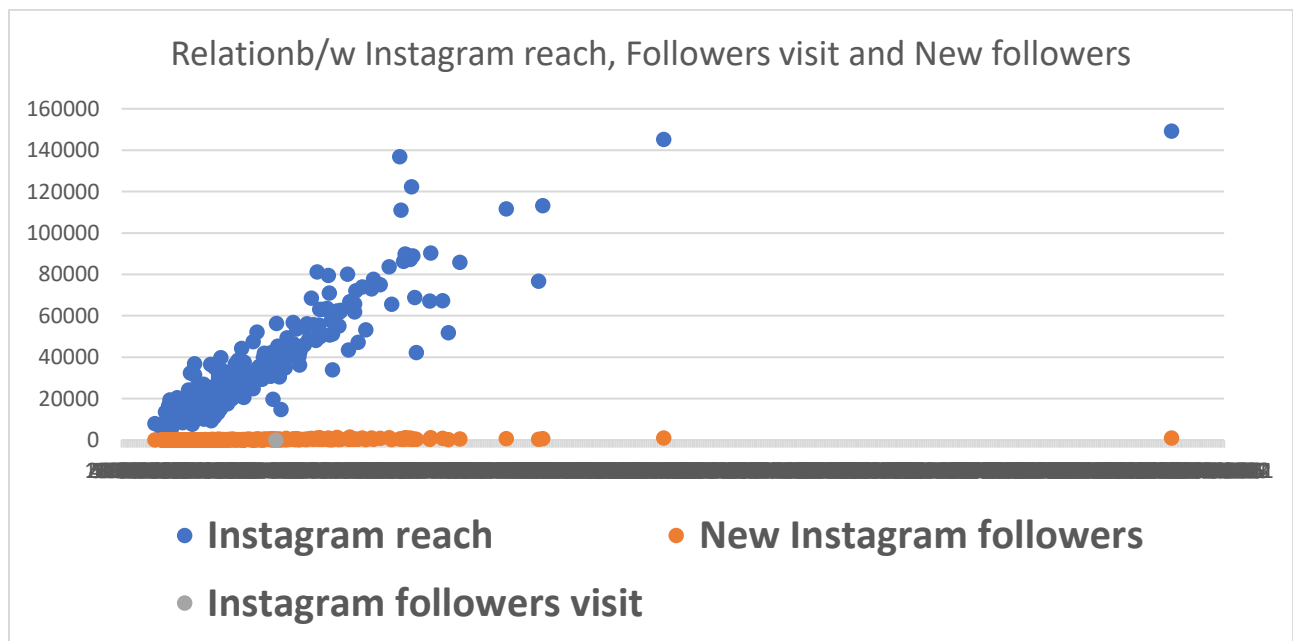 Relationb/w Instagram reach, Followers visit and New followers
160000
140000
120000
100000
80000
60000
40000
20000
0
Instagram reach
New Instagram followers
Instagram followers visit